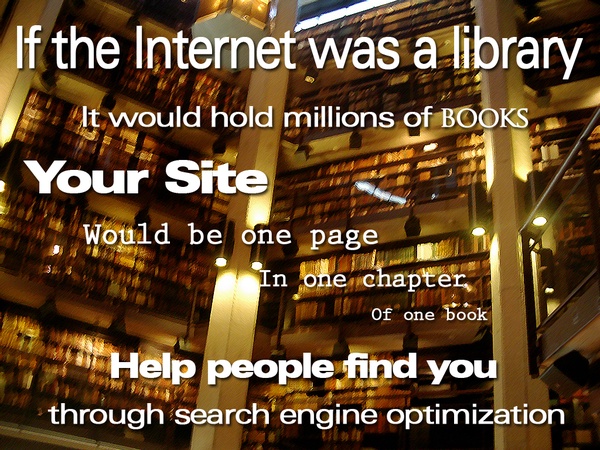 If the Internet was a library
It would hold millions of BOOKS
Your Site
Would be one page
In one chapter
Of one book
Help people find you
through search engine optimization